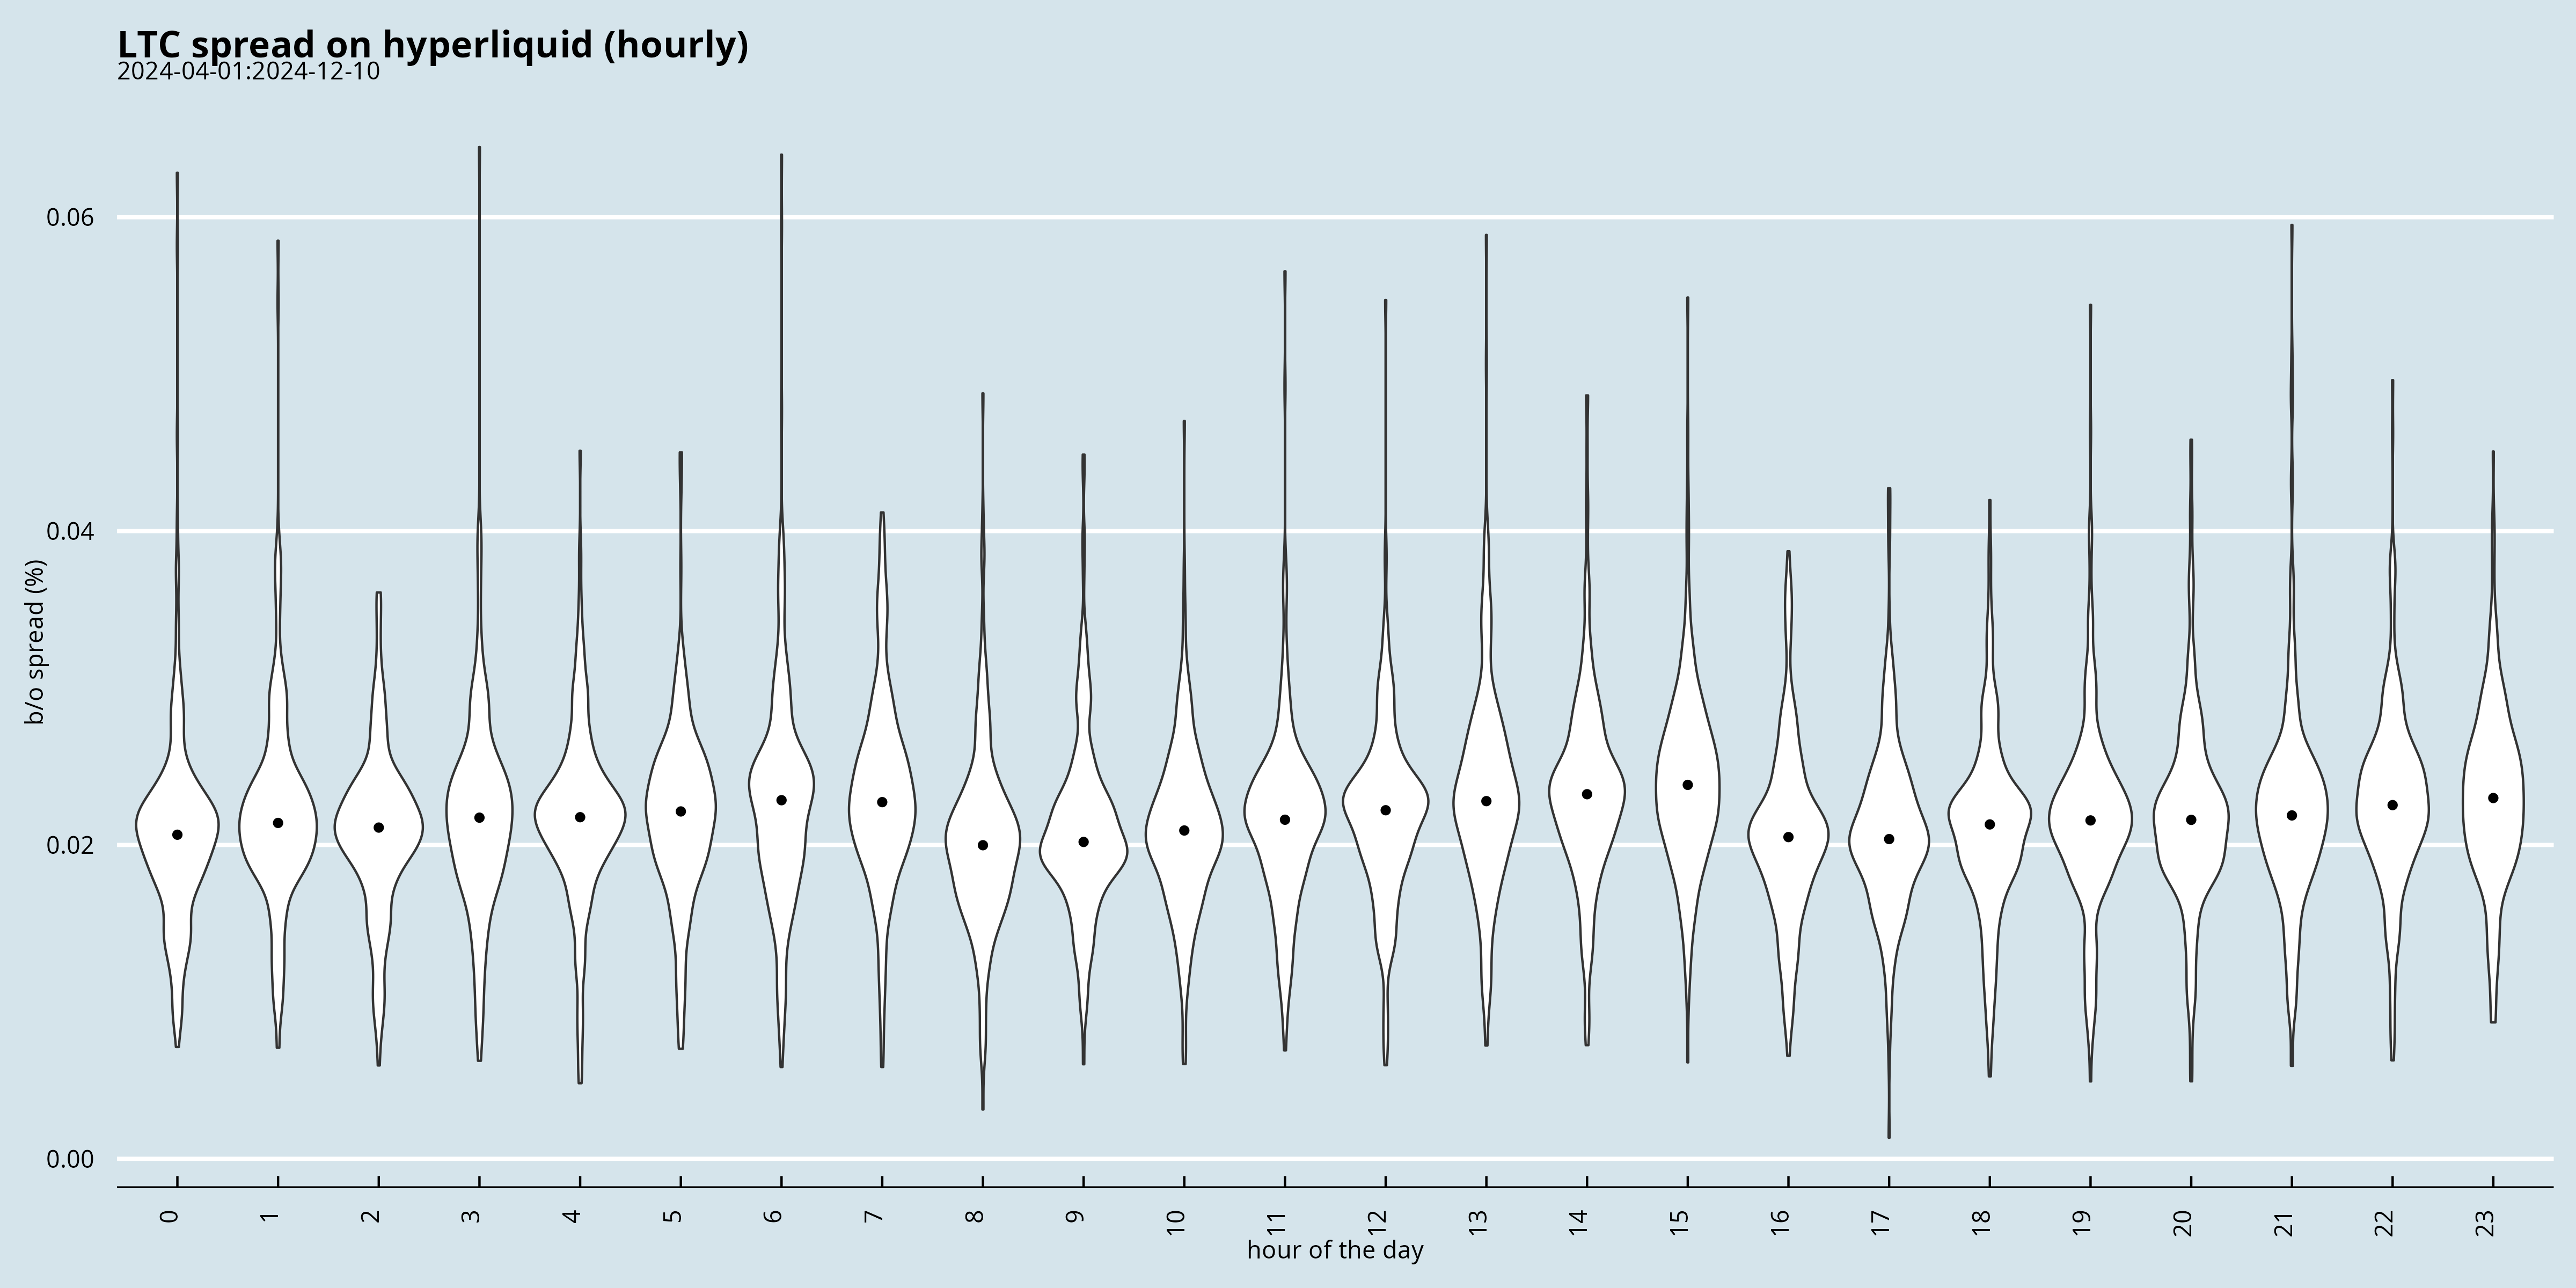 LTC spread on hyperliquid (hourly)
2024-04-01:2024-12-10
b/o spread (%)
0.06
0.04
0.02
0.00
0 1 2 3 4 5 6 7 8 9 10 11 12 13 14 15 16 17 18 19 20 21 22 23
hour of the day